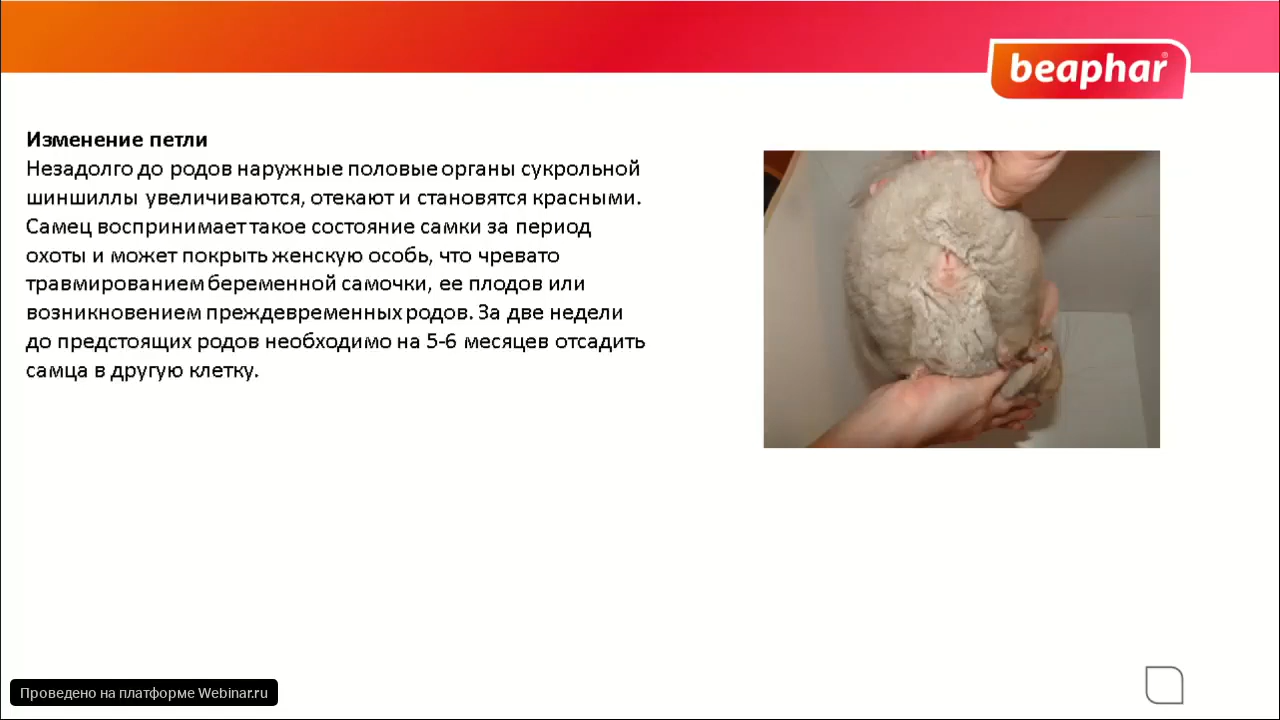 beaphar®
Изменение петли
Незадолго до родов наружные половые органы сукрольной
шиншиллы увеличиваются, отекают и становятся красными.
Самец воспринимает такое состояние самки за период
охоты и может покрыть женскую особь, что чревато
травмированием беременной самочки, ее плодов или
возникновением преждевременных родов. За две недели
до предстоящих родов необходимо на 5-6 месяцев отсадить
самца в другую клетку.
Проведено на платформе Webinar.ru